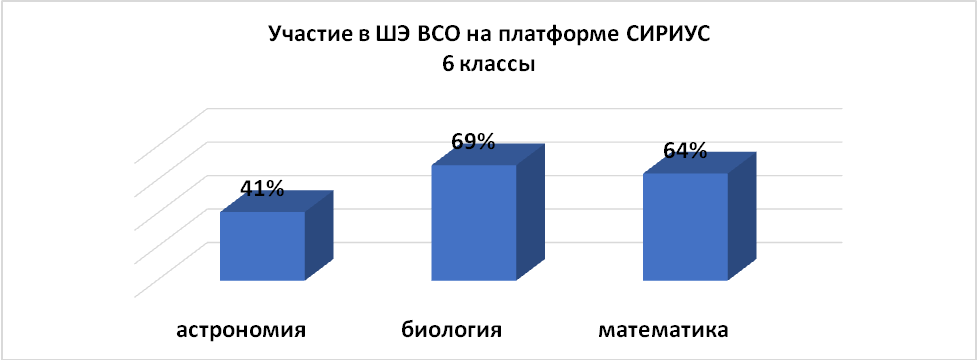 Участие в ШЭ ВСО на платформе СИРИУС
6 классы
41%
69%
64%
астрономия
биология
математика